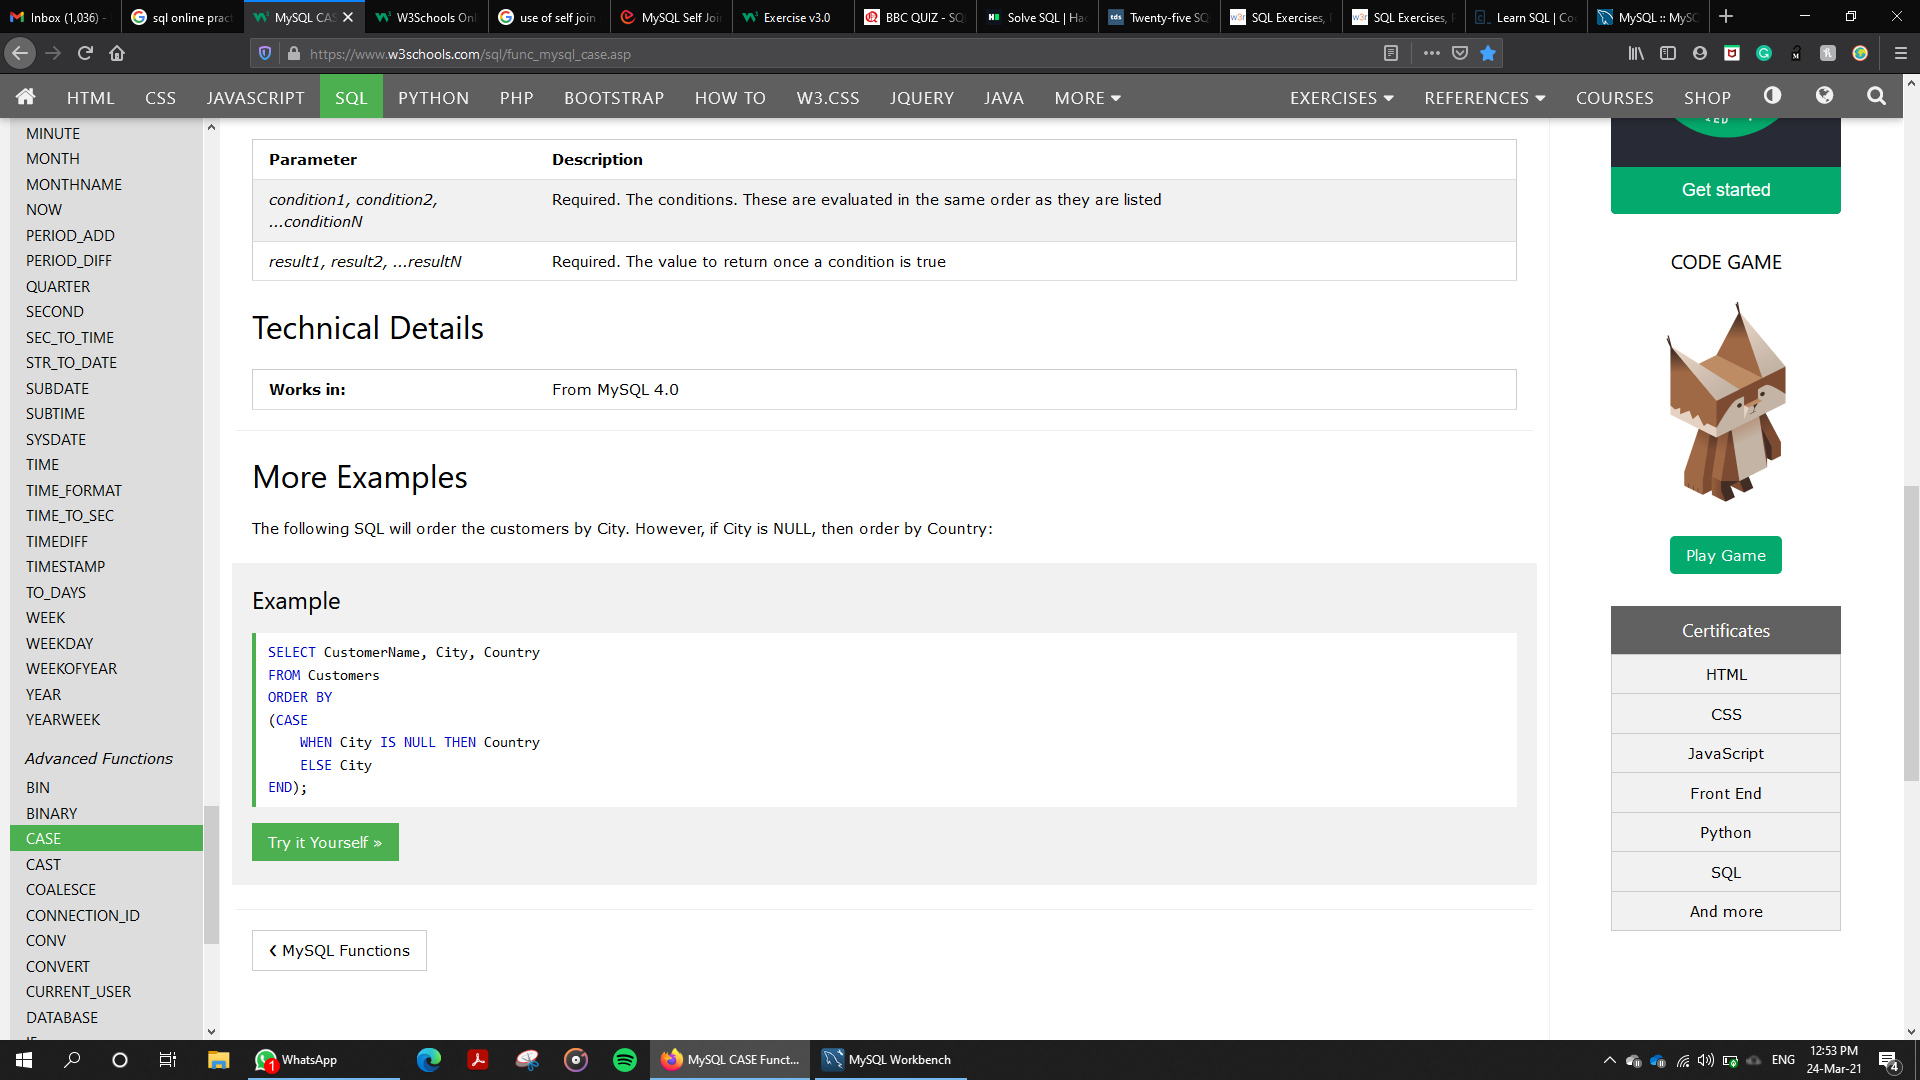 Inbox (1,036) -
sql online pract
MySQL CAS
W3Schools Onl
use of self join
MySQL Self Joi
Exercise v3.0
BBC QUIZ - SQ
Solve SQL | Hac
Twenty-five SQ
SQL Exercises, P
SQL Exercises, P
Learn SQL | Co
MySQL :: MySQ
https://www.w3schools.com/sql/func_mysql_case.asp
HTML CSS JAVASCRIPT SQL PYTHON PHP BOOTSTRAP HOW TO W3.CSS JQUERY JAVA MORE EXERCISES REFERENCES COURSES SHOP
MINUTE
MONTH
MONTHNAME
NOW
PERIOD_ADD
PERIOD_DIFF
QUARTER
SECOND
SEC_TO_TIME
STR_TO_DATE
SUBDATE
SUBTIME
SYSDATE
TIME
TIME_FORMAT
TIME_TO_SEC
TIMEDIFF
TIMESTAMP
TO_DAYS
WEEK
WEEKDAY
WEEKOFYEAR
YEAR
YEARWEEK
Advanced Functions
BIN
BINARY
CASE
CAST
COALESCE
CONNECTION_ID
CONV
CONVERT
CURRENT_USER
DATABASE
Parameter Description
condition1, condition2, Required. The conditions. These are evaluated in the same order as they are listed
...conditionN
result1, result2, ...resultN Required. The value to return once a condition is true
Technical Details
Works in: From MySQL 4.0
More Examples
The following SQL will order the customers by City. However, if City is NULL, then order by Country:
Example
SELECT CustomerName, City, Country
FROM Customers
ORDER BY
(CASE
    WHEN City IS NULL THEN Country
    ELSE City
END);
Try it Yourself »
❮ MySQL Functions
Get started
CODE GAME
Play Game
Certificates
HTML
CSS
JavaScript
Front End
Python
SQL
And more
1
WhatsApp
MySQL CASE Funct...
MySQL Workbench
ENG
12:53 PM
24-Mar-21
4